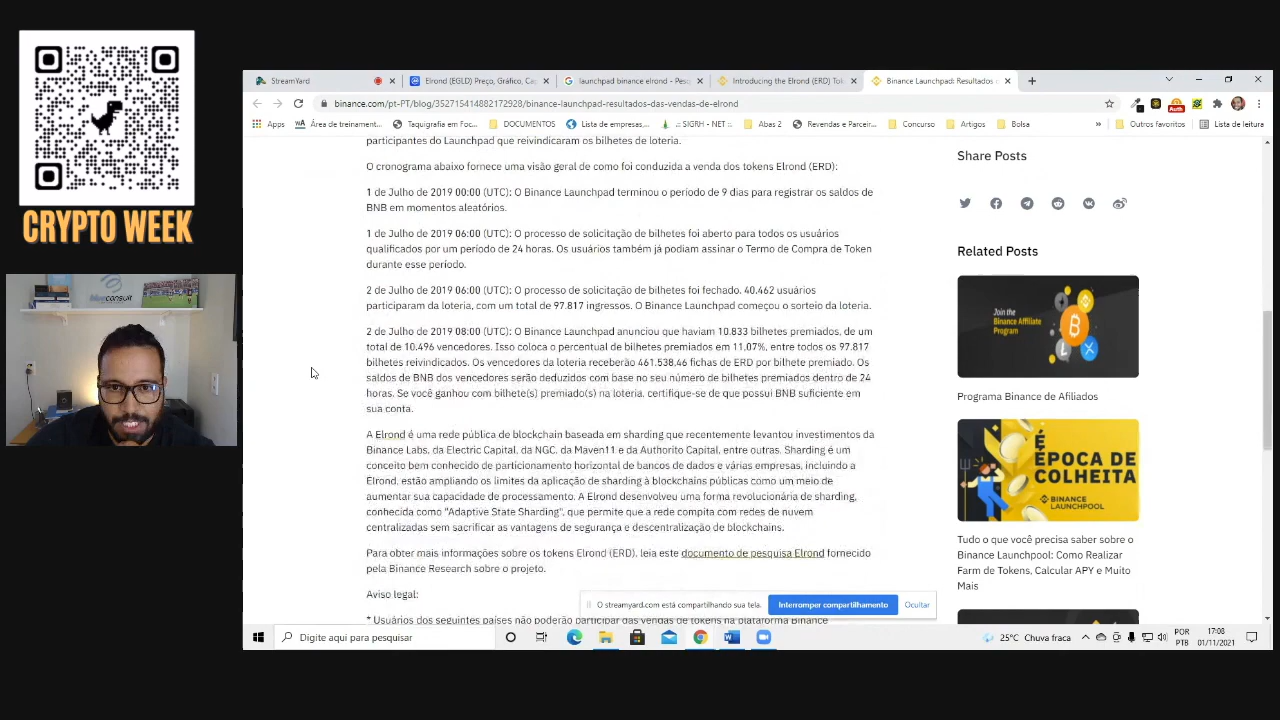 CRYPTO WEEK
StreamYard
Elrond (EGLD) Preço, Gráfico, Ca
launchpad binance elrond - Pesq
Introducing the Elrond (ERD) To
Binance Launchpad: Resultados
binance.com/pt-PT/blog/352715414882172928/binance-launchpad-resultados-das-vendas-de-elrond
Apps
Área de treinament...
Taquigrafia em Foc...
DOCUMENTOS
Lista de empresas,...
.:: SIGRH - NET ::.
Abas 2
Revenda e Parceir...
Concurso
Artigos
Bolsa
»
Outros favoritos
Lista de leitura
participantes do Launchpad que reivindicaram os bilhetes de loteria.
O cronograma abaixo fornece uma visão geral de como foi conduzida a venda dos tokens Elrond (ERD):
1 de Julho de 2019 00:00 (UTC): O Binance Launchpad terminou o período de 9 dias para registrar os saldos de
BNB em momentos aleatórios.
1 de Julho de 2019 06:00 (UTC): O processo de solicitação de bilhetes foi aberto para todos os usuários
qualificados por um período de 24 horas. Os usuários também já podiam assinar o Termo de Compra de Token
durante esse período.
2 de Julho de 2019 06:00 (UTC): O processo de solicitação de bilhetes foi fechado. 40.462 usuários
participaram da loteria, com um total de 97.817 ingressos. O Binance Launchpad começou o sorteio da loteria.
2 de Julho de 2019 08:00 (UTC): O Binance Launchpad anunciou que haviam 10.833 bilhetes premiados, de um
total de 10.496 vencedores. Isso coloca o percentual de bilhetes premiados em 11.07%, entre todos os 97.817
bilhetes reivindicados. Os vencedores da loteria receberão 461.538,46 fichas de ERD por bilhete premiado. Os
saldos de BNB dos vencedores serão deduzidos com base no seu número de bilhetes premiados dentro de 24
horas. Se você ganhou com bilhete(s) premiado(s) na loteria, certifique-se de que possui BNB suficiente em
sua conta.
A Elrond é uma rede pública de blockchain baseada em sharding que recentemente levantou investimentos da
Binance Labs, da Electric Capital, da NGC, da Maven11 e da Authorito Capital, entre outras. Sharding é um
conceito bem conhecido de particionamento horizontal de bancos de dados e várias empresas, incluindo a
Elrond, estão ampliando os limites da aplicação de sharding à blockchains públicas como um meio de
aumentar sua capacidade de processamento. A Elrond desenvolveu uma forma revolucionária de sharding,
conhecida como "Adaptive State Sharding", que permite que a rede compita com redes de nuvem
centralizadas sem sacrificar as vantagens de segurança e descentralização de blockchains.
Para obter mais informações sobre os tokens Elrond (ERD), leia este documento de pesquisa Elrond fornecido
pela Binance Research sobre o projeto.
Aviso legal:
* Usuários dos seguintes países não poderão participar das vendas de tokens na plataforma Binance
Share Posts
Related Posts
Join the
Binance Affiliate
Program
Programa Binance de Afiliados
É
ÉPOCA DE
COLHEITA
BINANCE
LAUNCHPOOL
Tudo o que você precisa saber sobre o
Binance Launchpool: Como Realizar
Farm de Tokens, Calcular APY e Muito
Mais
O streamyard.com está compartilhando sua tela.
Interromper compartilhamento
Ocultar
Digite aqui para pesquisar
25°C Chuva fraca
POR
PTB
17:08
01/11/2021